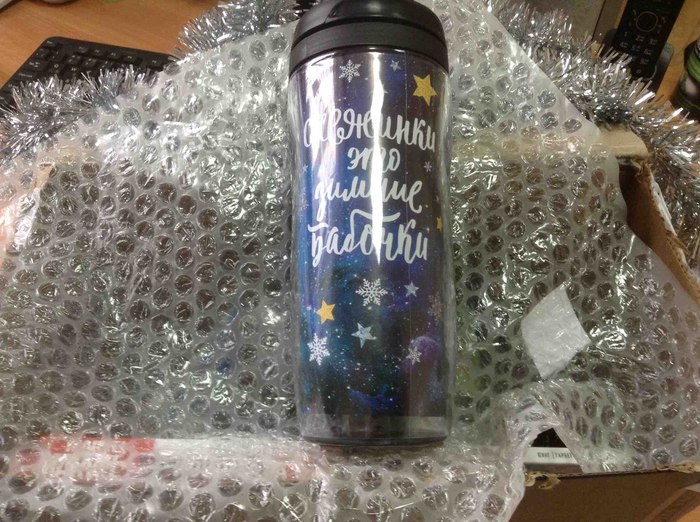 Снежинки
это
зимние
бабочки